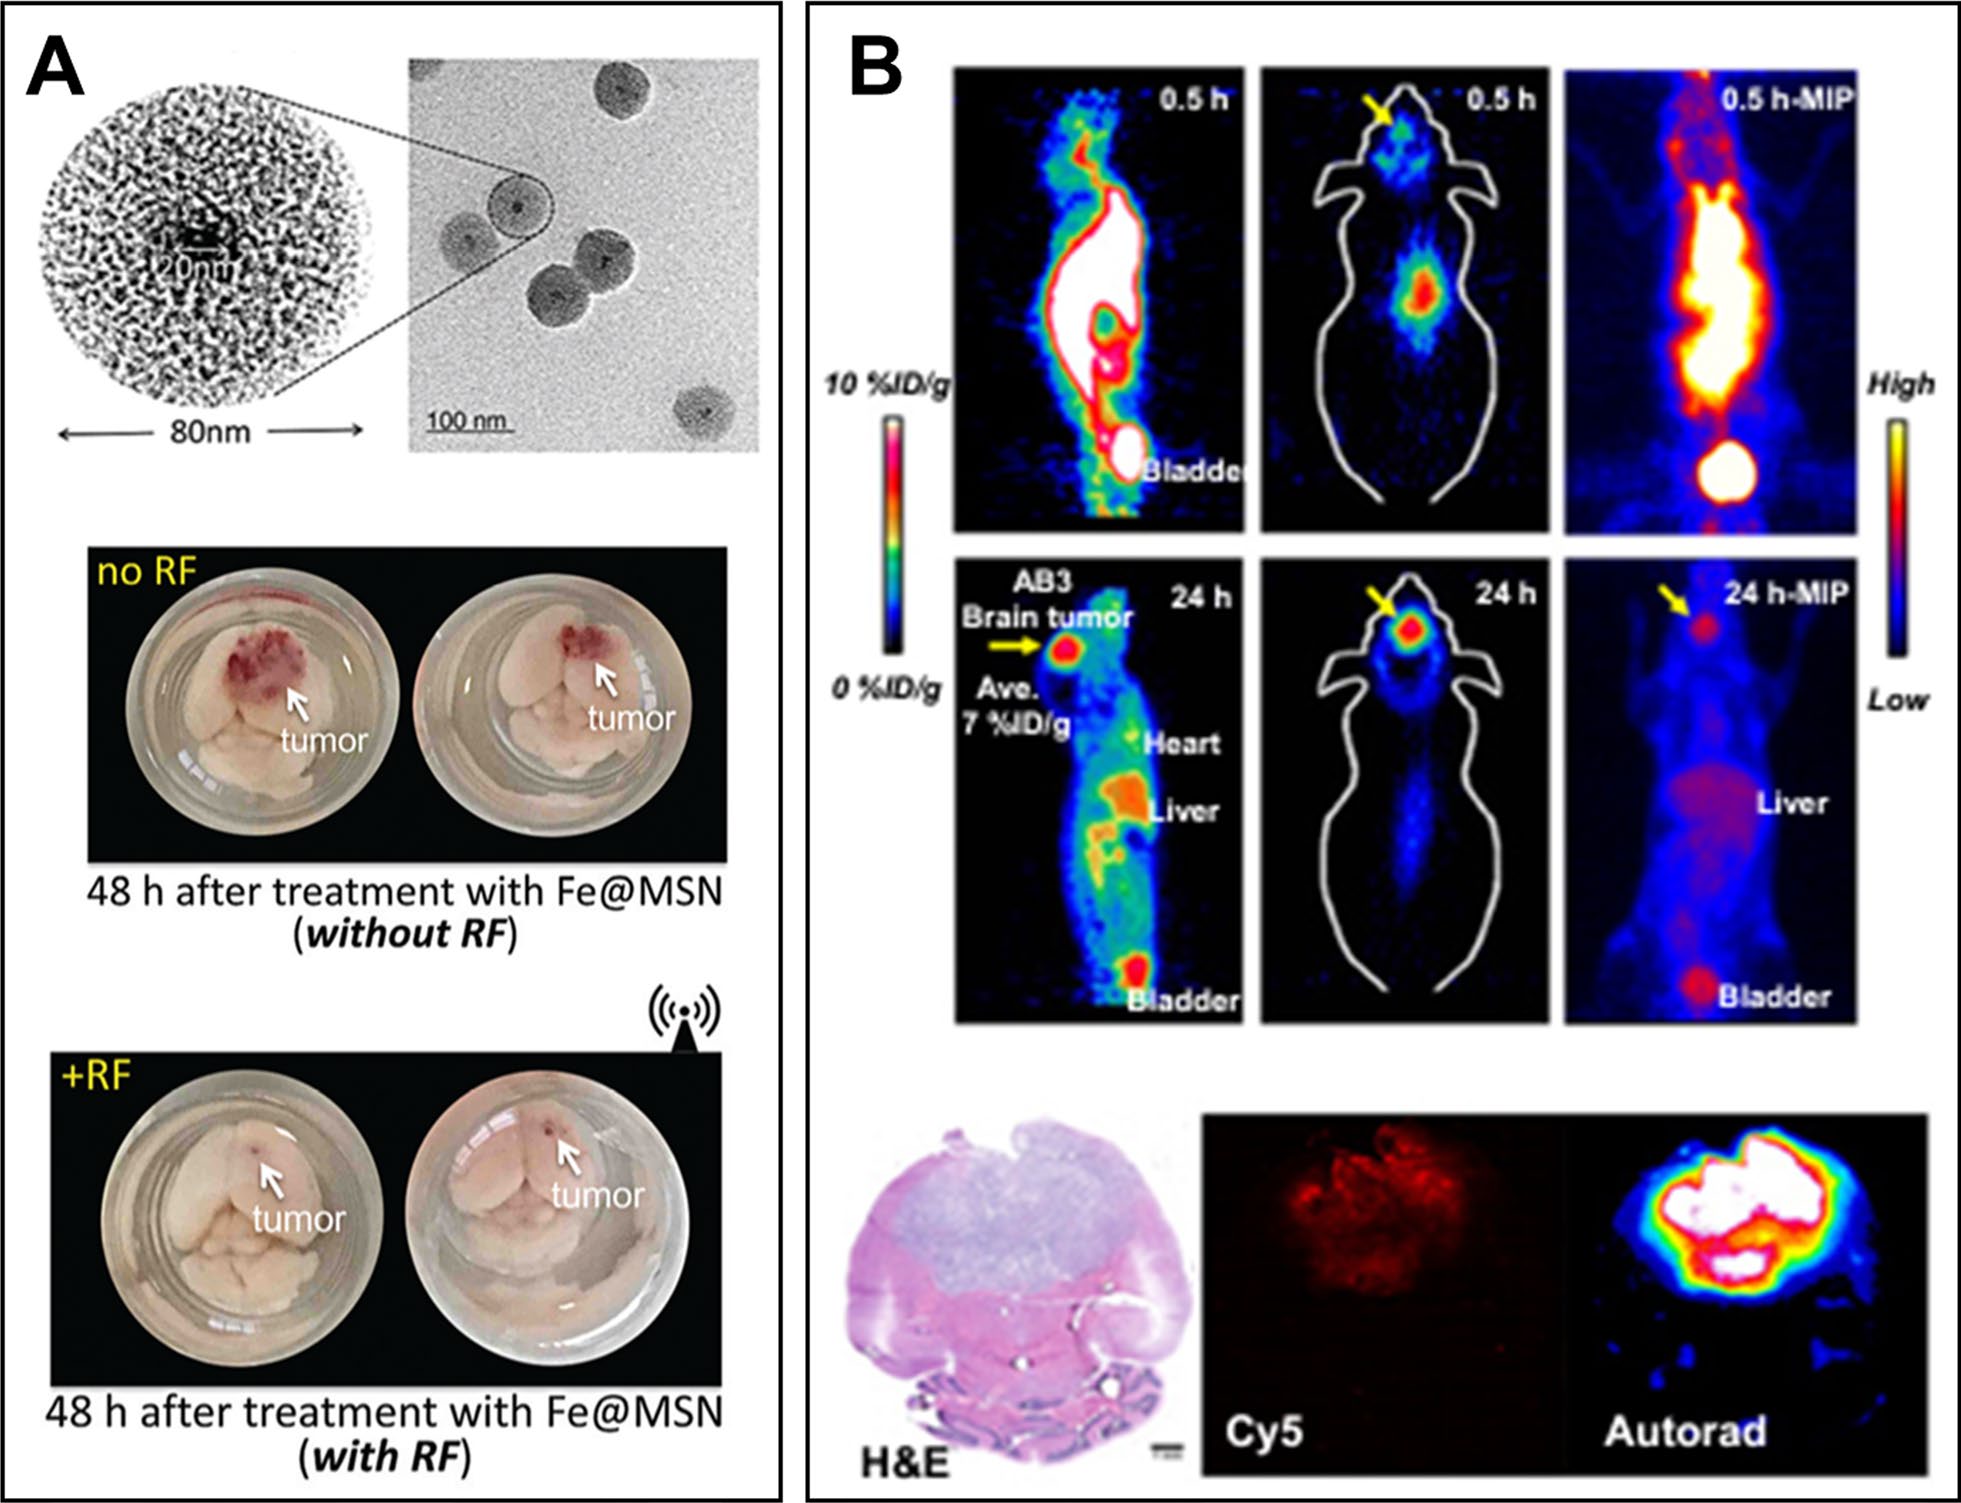 A
20nm
80nm
100 nm
no RF
tumor
tumor
48 h after treatment with Fe@MSN
(without RF)
+RF
tumor
tumor
48 h after treatment with Fe@MSN
(with RF)
B
0.5 h
0.5 h
0.5 h-MIP
10 %ID/g
0 %ID/g
Bladder
High
Low
AB3
Brain tumor
24 h
Ave.
7 %ID/g
Heart
Liver
Bladder
24 h
24 h-MIP
Liver
Bladder
H&E
Cy5
Autorad